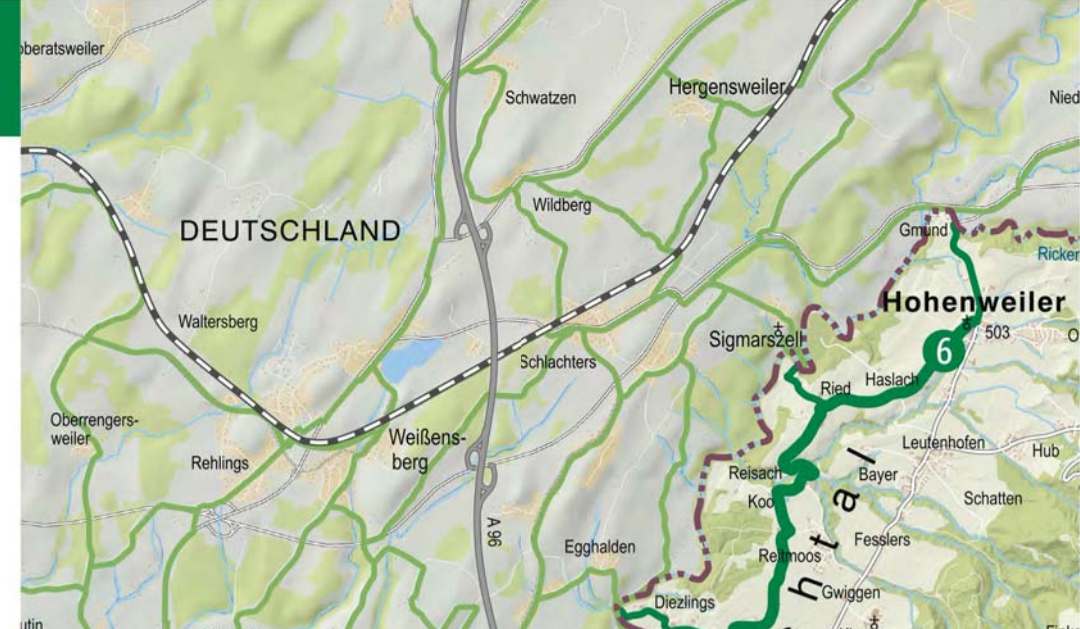 oberatsweiler
Hergensweiler
Schwatzen
Nied
Wildberg
DEUTSCHLAND
Gmünd
Ricker
Hohenweiler
Waltersberg
503
O
Sigmarszell
6
Schlachters
Ried
Haslach
Oberrengers-
weiler
Weißens-
berg
Leutenhofen
Hub
Rehlings
Reisach
Bayer
Koo
Schatten
A 96
Fesslers
Egghalden
Reitmoos
h t a l
Gwiggen
Diezlings
utin